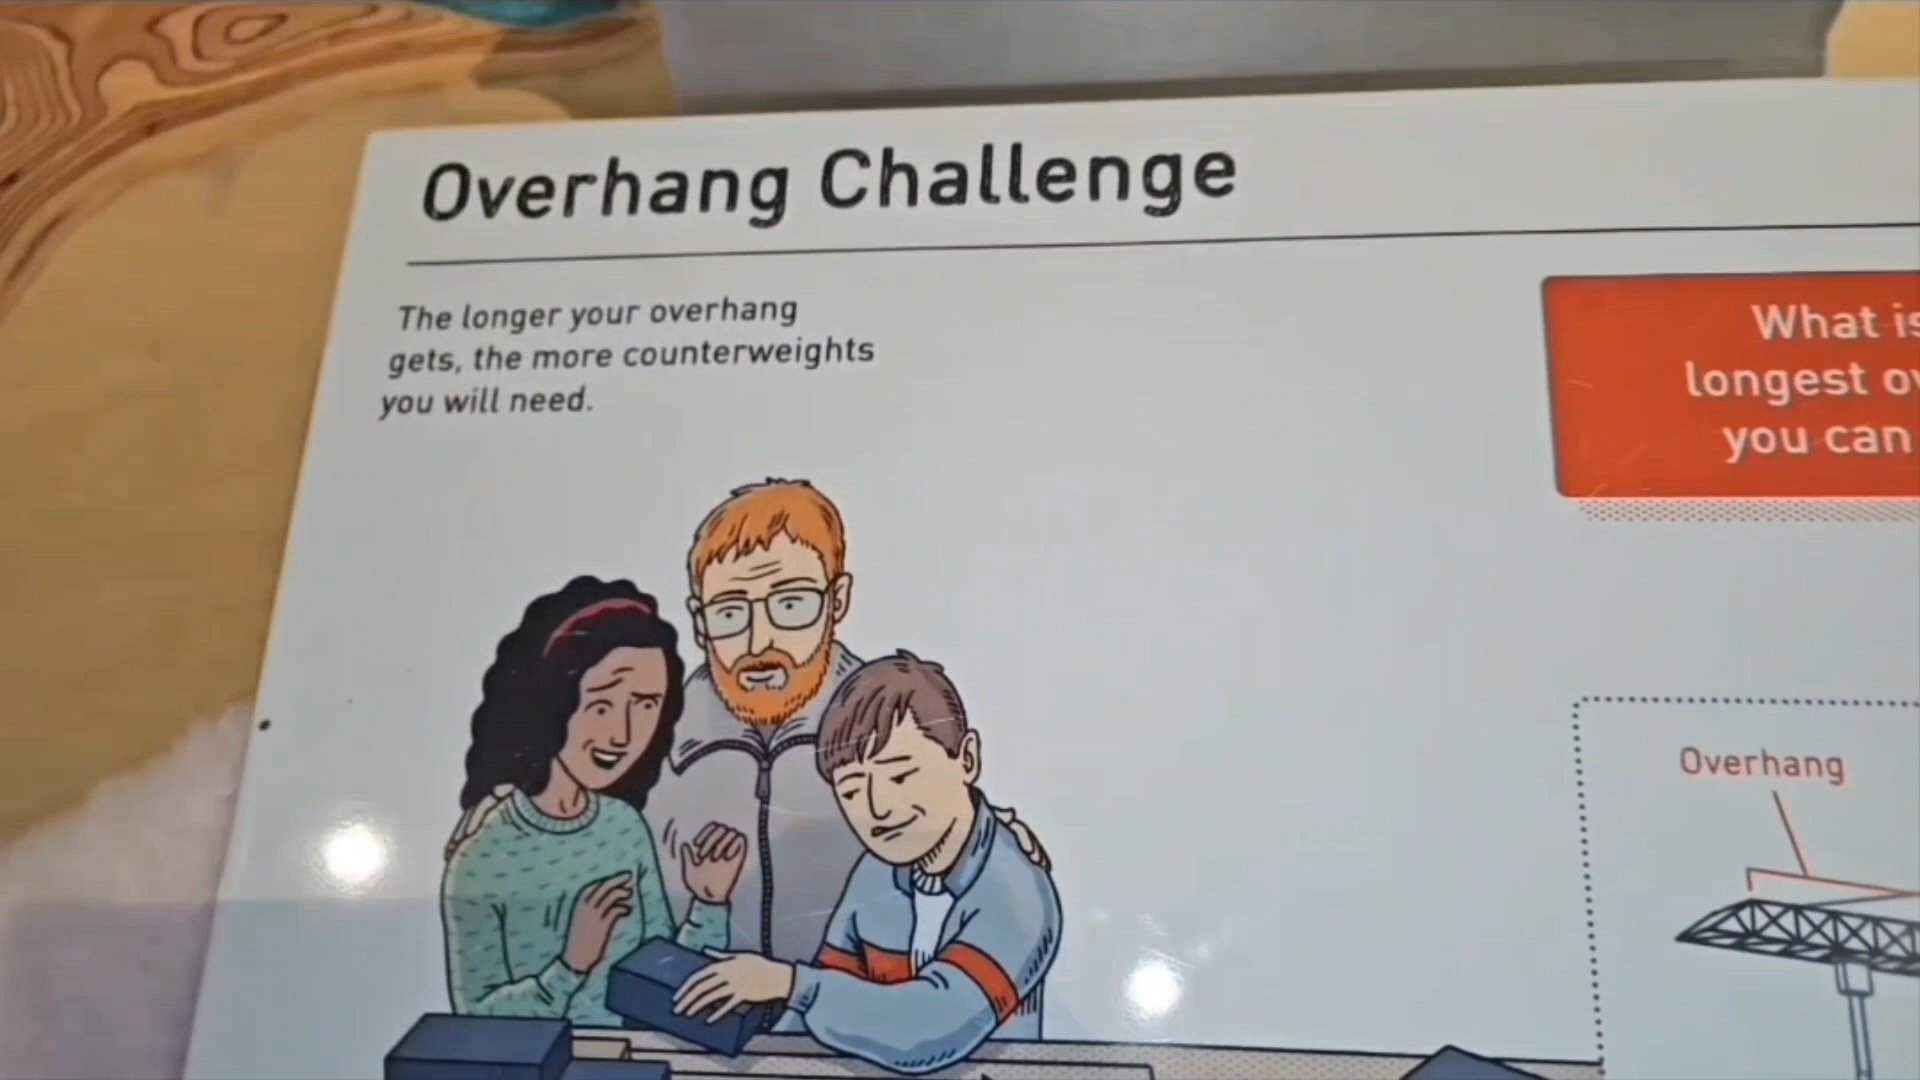 Overhang Challenge
The longer your overhang
gets, the more counterweights
you will need.
What is
longest
you can
Overhang